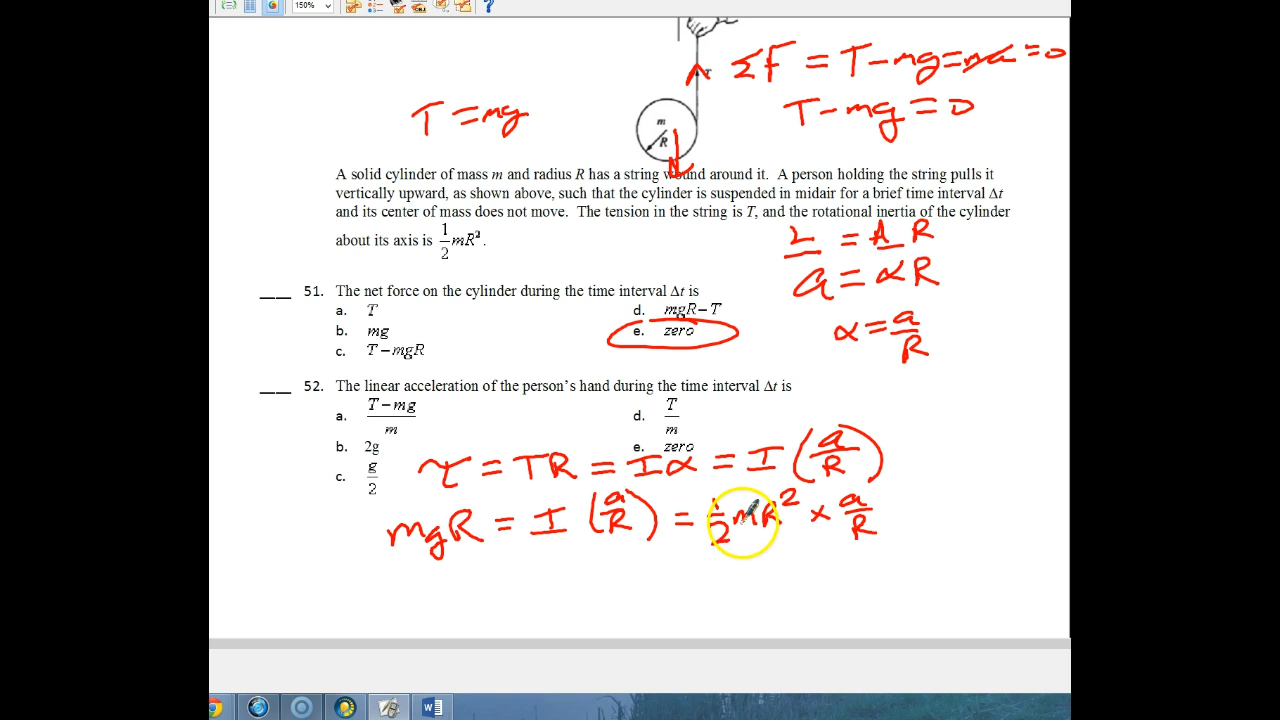 150%
ΣF = T-mg=ma=0
T-mg=0
T=mg
T
m
R
A solid cylinder of mass m and radius R has a string wound around it. A person holding the string pulls it
vertically upward, as shown above, such that the cylinder is suspended in midair for a brief time interval Δt
and its center of mass does not move. The tension in the string is T, and the rotational inertia of the cylinder
about its axis is 1/2 mR².
= R
a = αR
α = a/R
____ 51. The net force on the cylinder during the time interval Δt is
a. T d. mgR−T
b. mg e. zero
c. T−mgR
____ 52. The linear acceleration of the person's hand during the time interval Δt is
a. (T−mg)/m d. T/m
b. 2g e. zero
c. g/2
τ = TR = Iα = I(a/R)
mgR = I(a/R) = 1/2 mR² × a/R